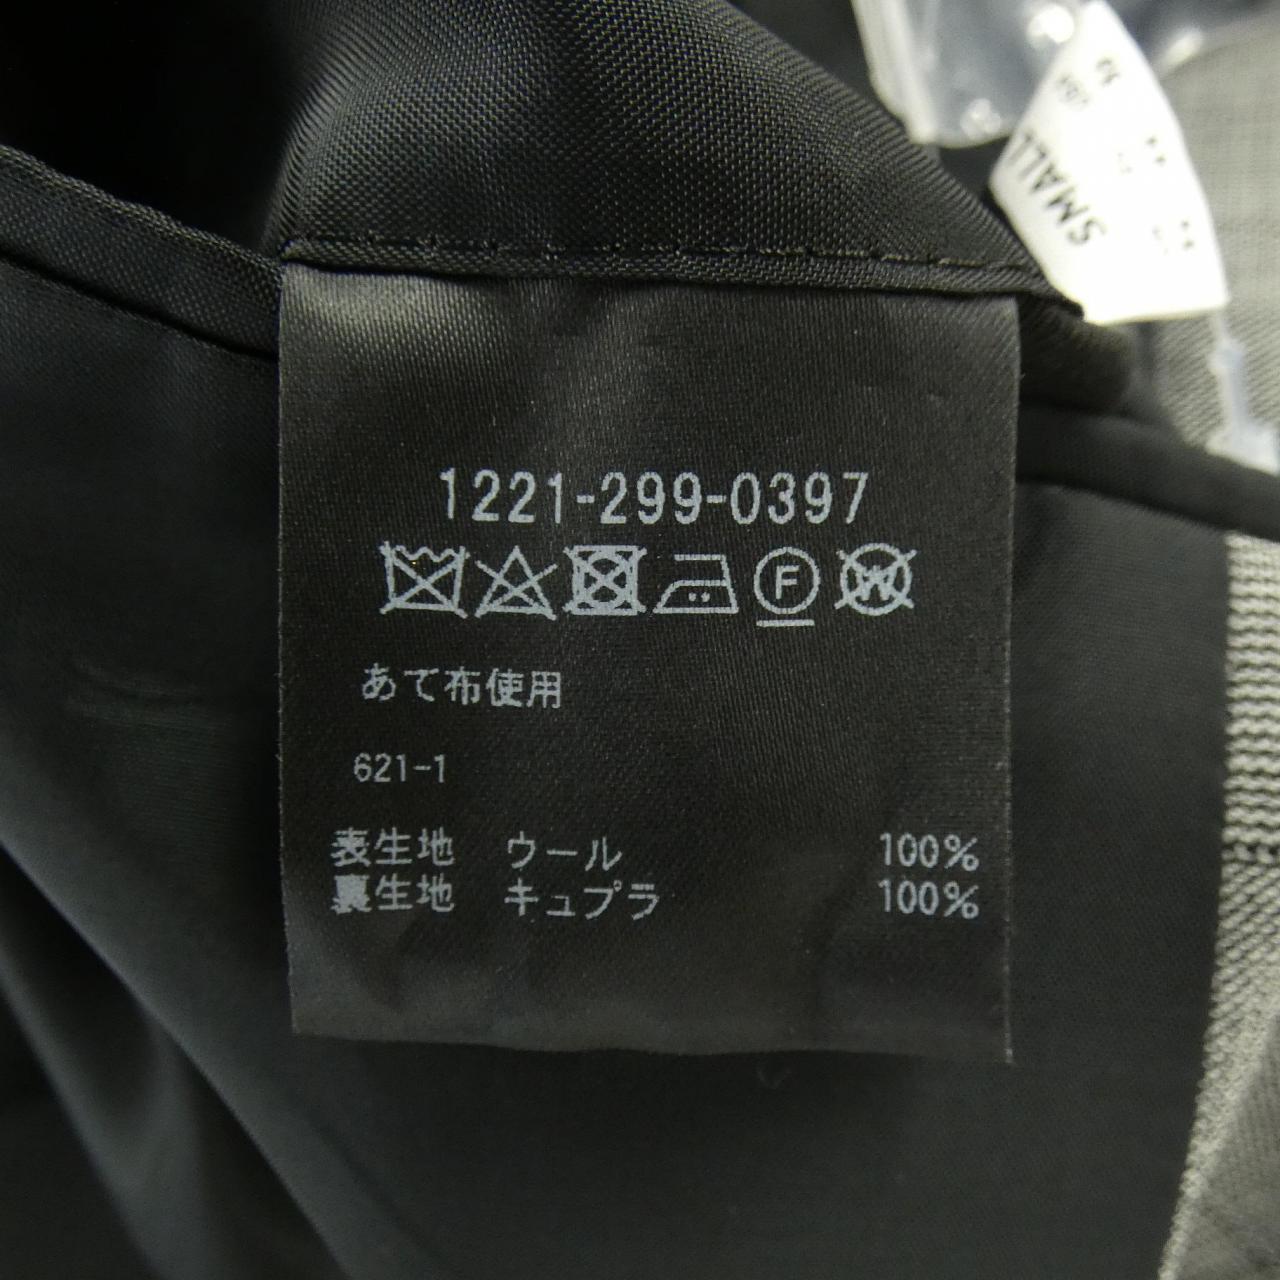 SMALL
1221-299-0397
F W
あて布使用
621-1
表生地 ウール 100%
裏生地 キュプラ 100%